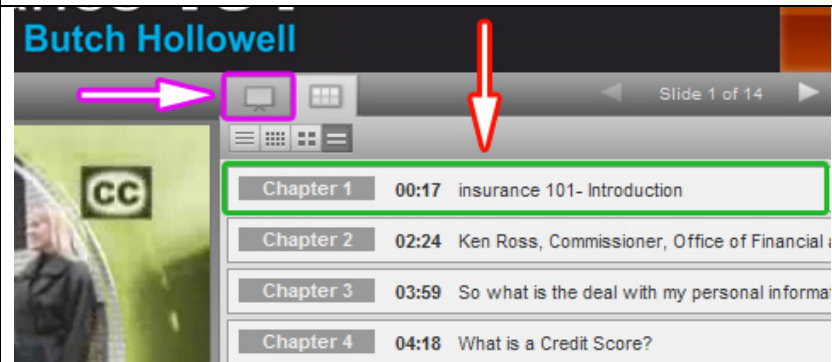 Butch Hollowell
Slide 1 of 14
CC
Chapter 1 00:17 insurance 101- Introduction
Chapter 2 02:24 Ken Ross, Commissioner, Office of Financial
Chapter 3 03:59 So what is the deal with my personal informat
Chapter 4 04:18 What is a Credit Score?